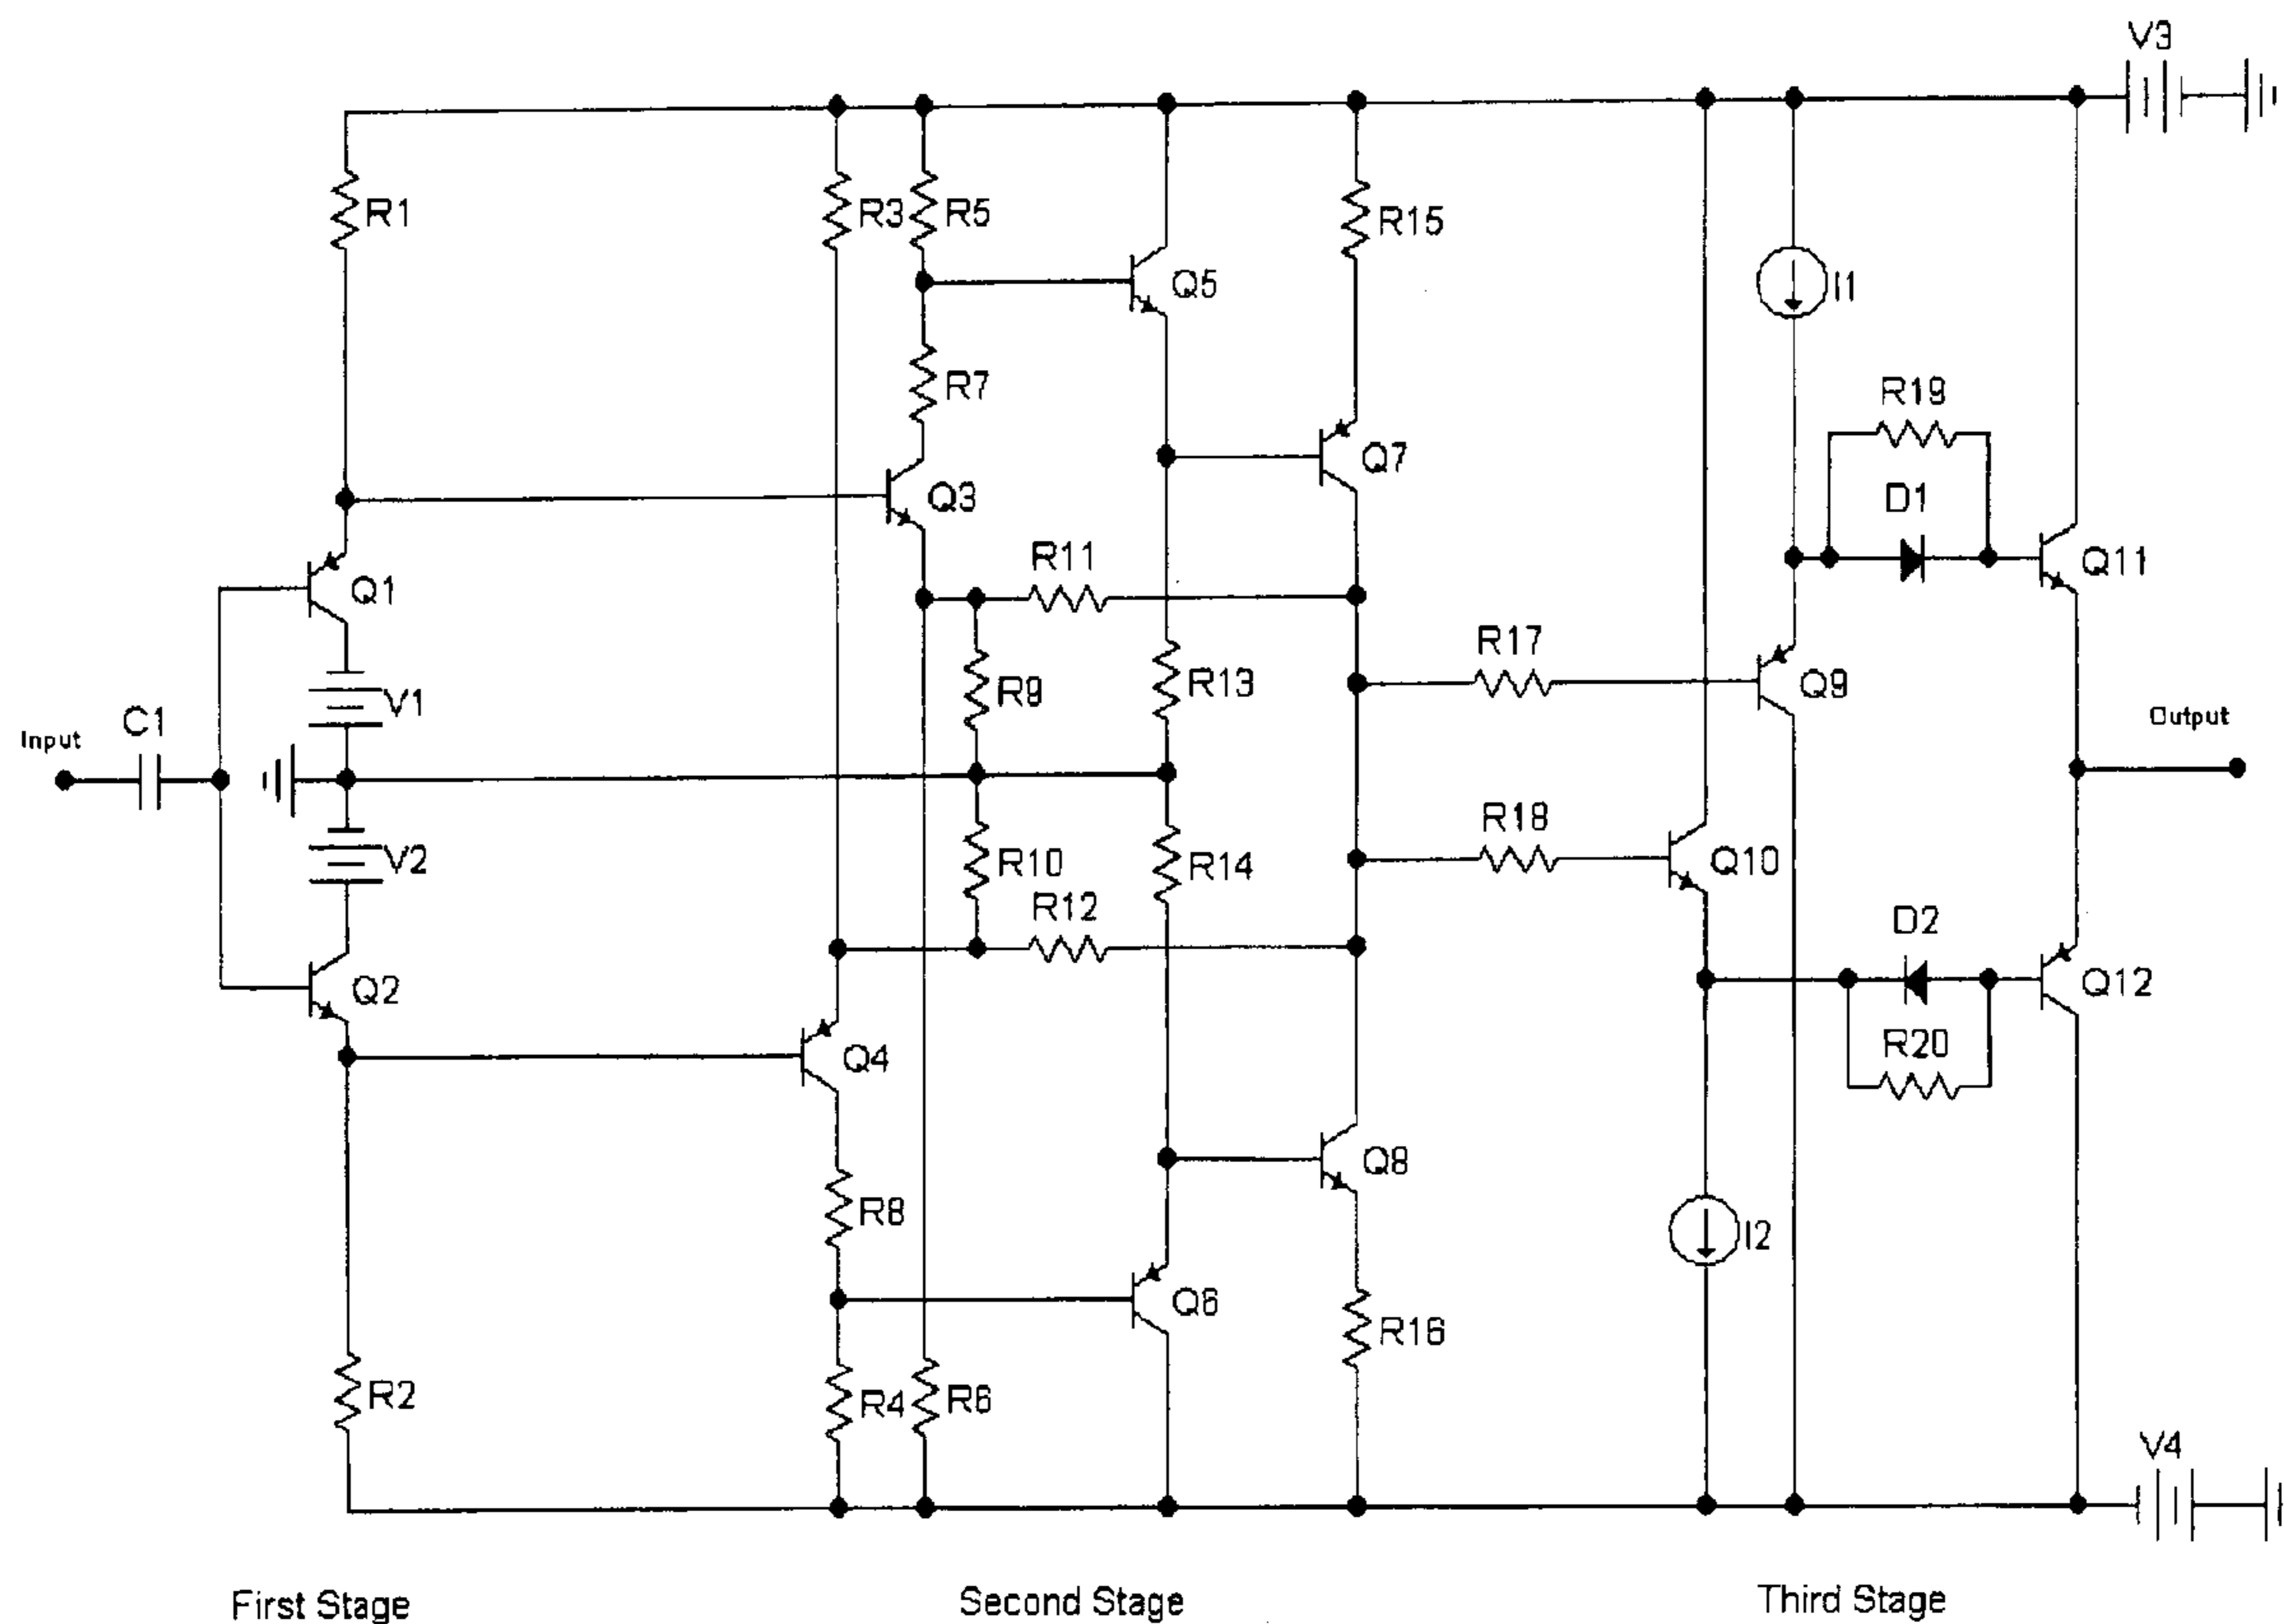 V3
R1
R3
R5
R15
Q5
I1
R7
R19
Q7
D1
Q3
R11
Q11
Q1
R17
R9
R13
Q9
V1
C1
Output
Input
R18
V2
R10
R14
Q10
R12
D2
Q2
Q12
Q4
R20
Q8
R8
I2
Q6
R16
R2
R4
R6
V4
First Stage
Second Stage
Third Stage